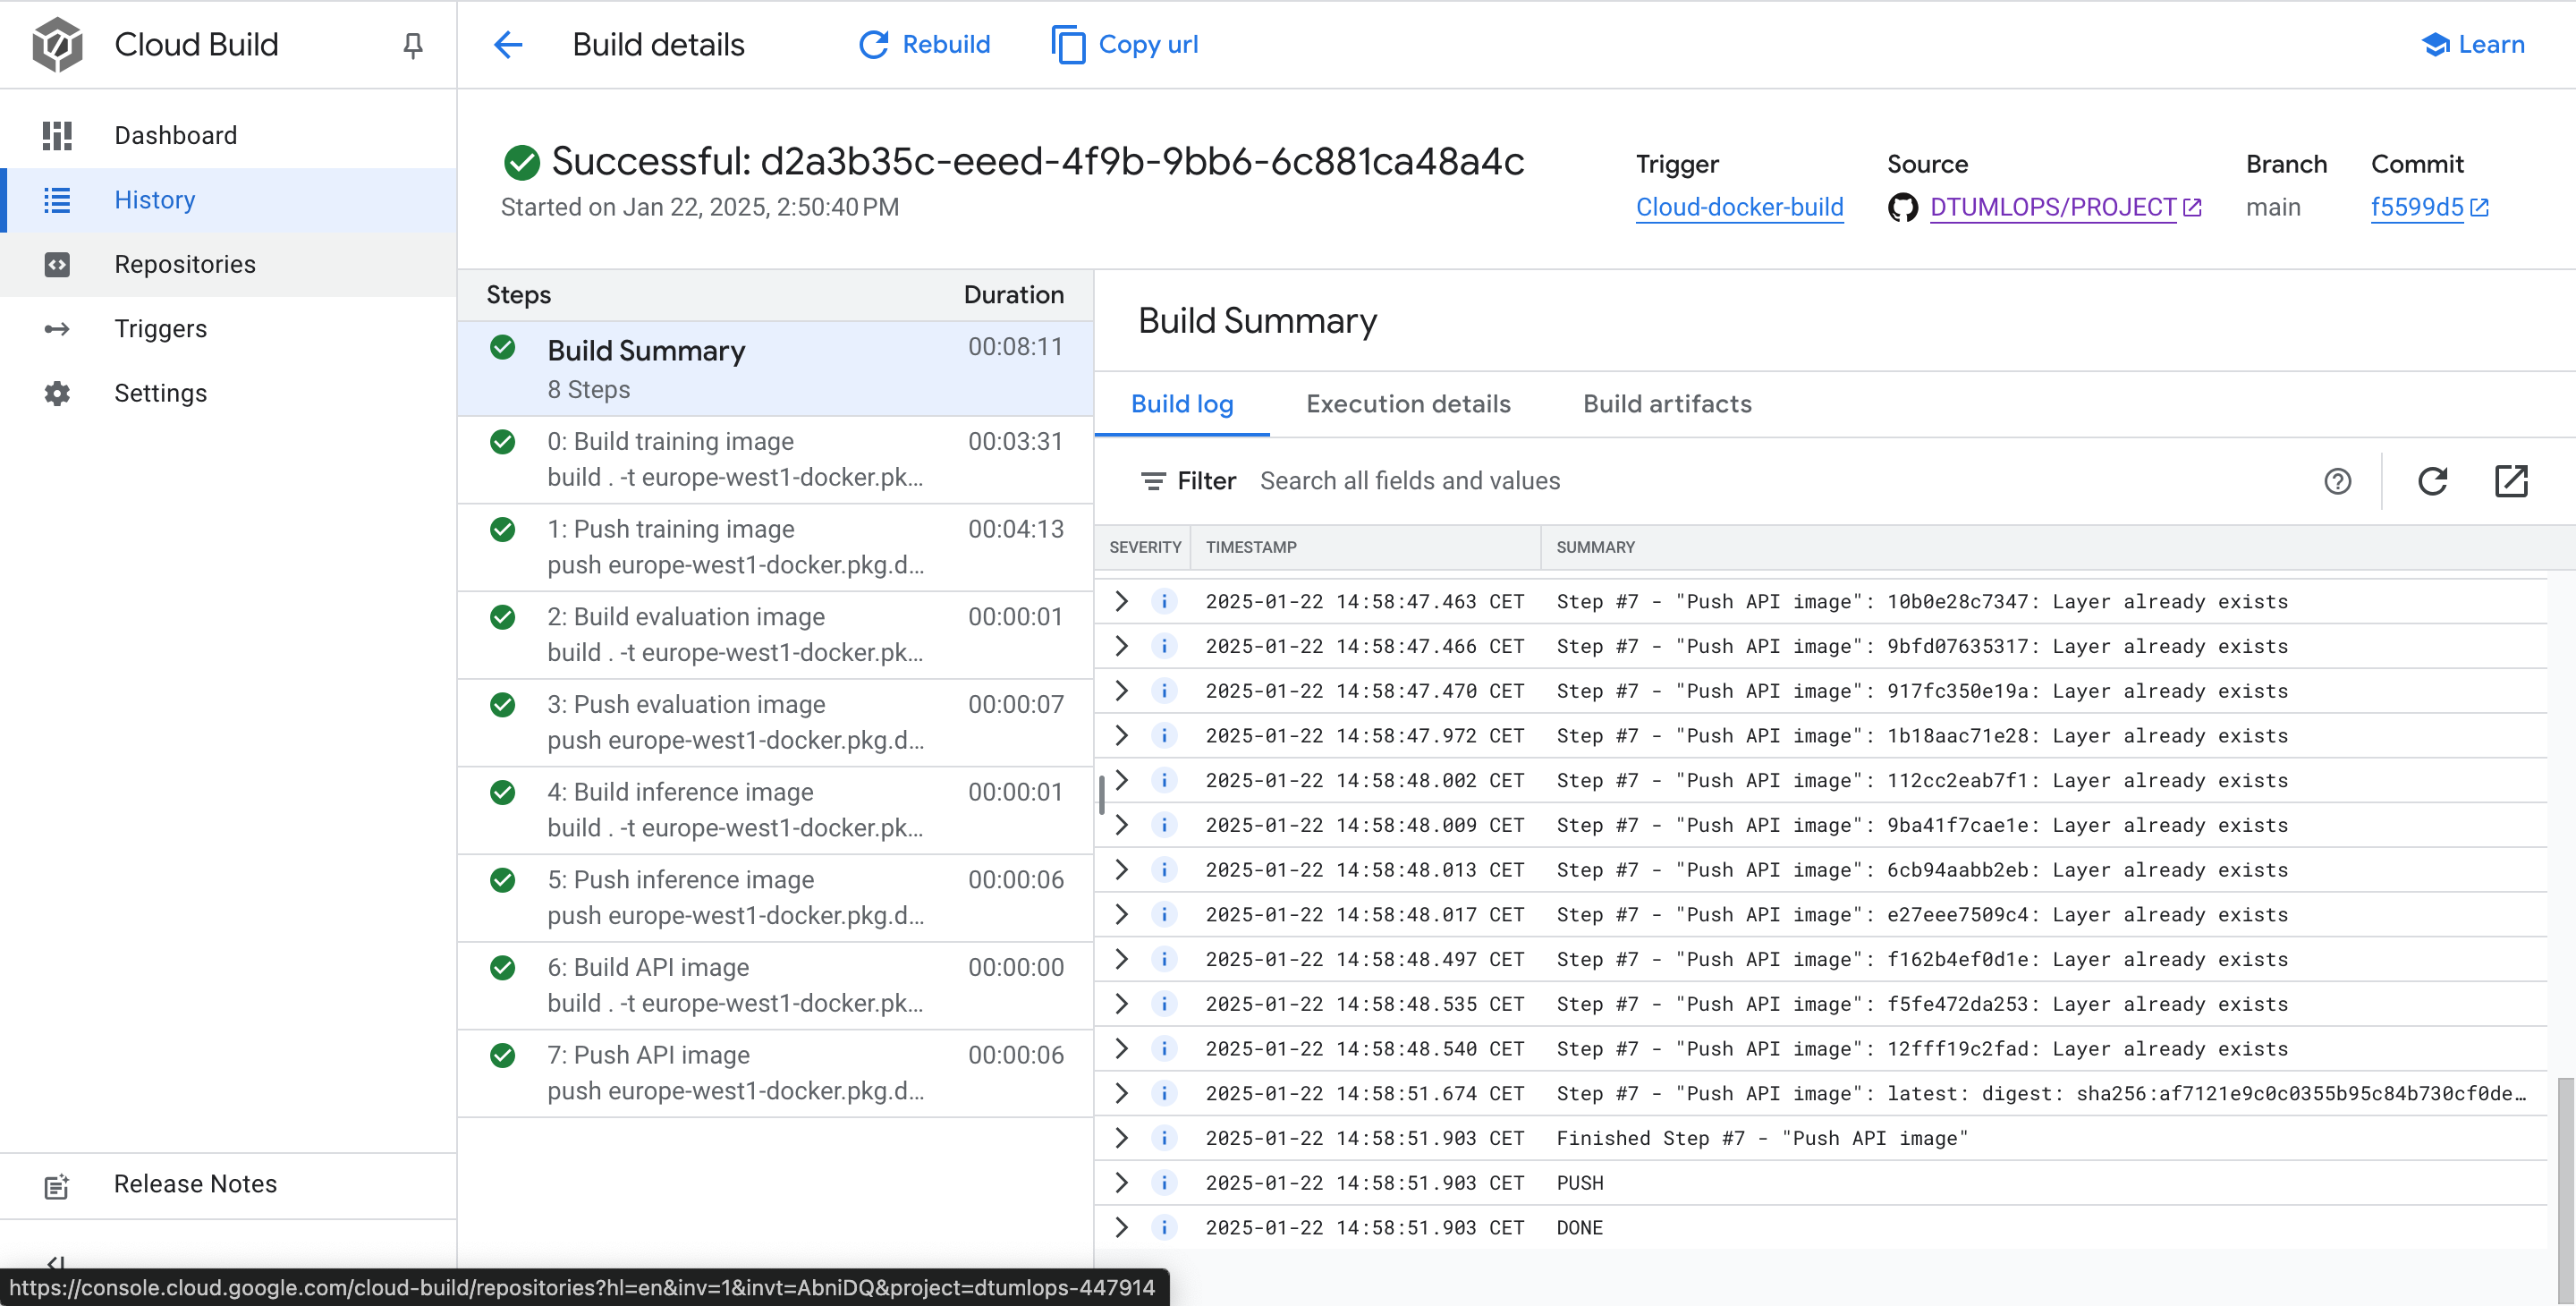 Cloud Build
Build details
Rebuild
Copy url
Learn
Dashboard
History
Repositories
Triggers
Settings
Release Notes
Successful: d2a3b35c-eeed-4f9b-9bb6-6c881ca48a4c
Started on Jan 22, 2025, 2:50:40 PM
Trigger
Cloud-docker-build
Source
DTUMLOPS/PROJECT
Branch
main
Commit
f5599d5
Steps Duration
Build Summary 00:08:11
8 Steps
0: Build training image 00:03:31
build . -t europe-west1-docker.pk...
1: Push training image 00:04:13
push europe-west1-docker.pkg.d...
2: Build evaluation image 00:00:01
build . -t europe-west1-docker.pk...
3: Push evaluation image 00:00:07
push europe-west1-docker.pkg.d...
4: Build inference image 00:00:01
build . -t europe-west1-docker.pk...
5: Push inference image 00:00:06
push europe-west1-docker.pkg.d...
6: Build API image 00:00:00
build . -t europe-west1-docker.pk...
7: Push API image 00:00:06
push europe-west1-docker.pkg.d...
Build Summary
Build log Execution details Build artifacts
Filter Search all fields and values
SEVERITY TIMESTAMP SUMMARY
2025-01-22 14:58:47.463 CET Step #7 - "Push API image": 10b0e28c7347: Layer already exists
2025-01-22 14:58:47.466 CET Step #7 - "Push API image": 9bfd07635317: Layer already exists
2025-01-22 14:58:47.470 CET Step #7 - "Push API image": 917fc350e19a: Layer already exists
2025-01-22 14:58:47.972 CET Step #7 - "Push API image": 1b18aac71e28: Layer already exists
2025-01-22 14:58:48.002 CET Step #7 - "Push API image": 112cc2eab7f1: Layer already exists
2025-01-22 14:58:48.009 CET Step #7 - "Push API image": 9ba41f7cae1e: Layer already exists
2025-01-22 14:58:48.013 CET Step #7 - "Push API image": 6cb94aabb2eb: Layer already exists
2025-01-22 14:58:48.017 CET Step #7 - "Push API image": e27eee7509c4: Layer already exists
2025-01-22 14:58:48.497 CET Step #7 - "Push API image": f162b4ef0d1e: Layer already exists
2025-01-22 14:58:48.535 CET Step #7 - "Push API image": f5fe472da253: Layer already exists
2025-01-22 14:58:48.540 CET Step #7 - "Push API image": 12fff19c2fad: Layer already exists
2025-01-22 14:58:51.674 CET Step #7 - "Push API image": latest: digest: sha256:af7121e9c0c0355b95c84b730cf0de...
2025-01-22 14:58:51.903 CET Finished Step #7 - "Push API image"
2025-01-22 14:58:51.903 CET PUSH
2025-01-22 14:58:51.903 CET DONE
https://console.cloud.google.com/cloud-build/repositories?hl=en&inv=1&invt=AbniDQ&project=dtumlops-447914